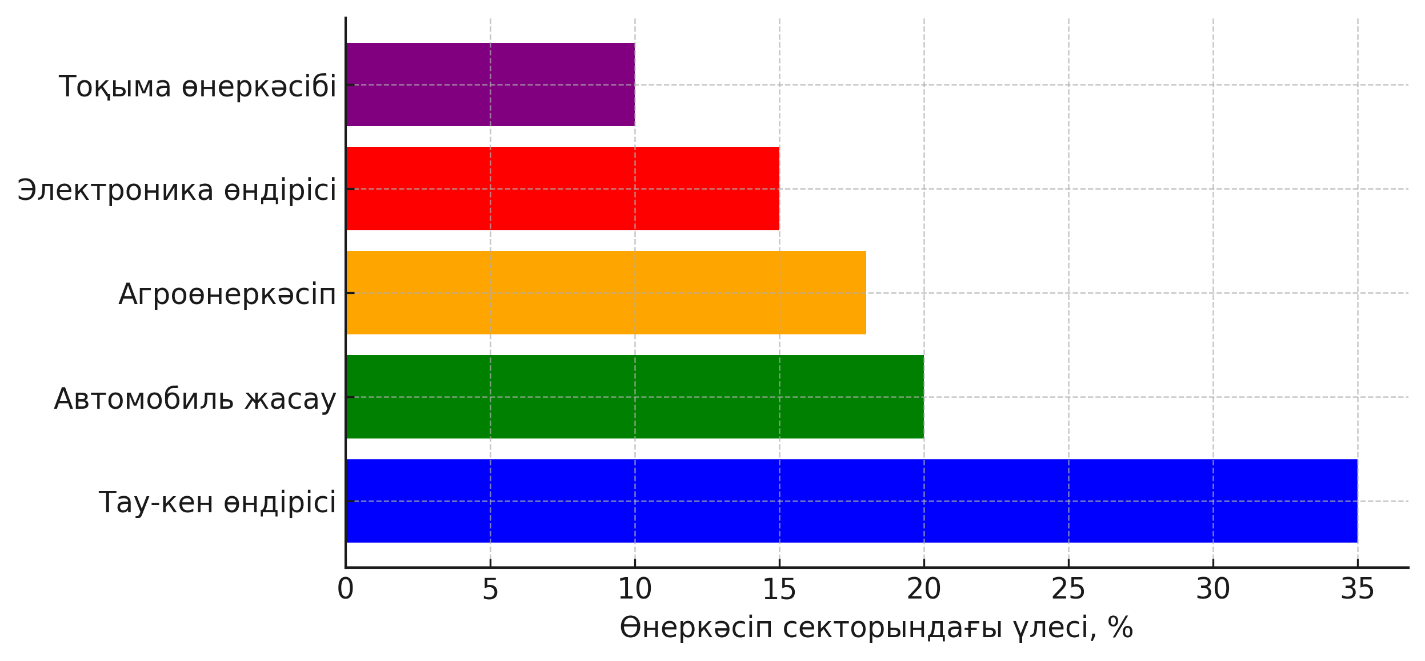 Тоқыма өнеркәсібі
Электроника өндірісі
Агроөнеркәсіп
Автомобиль жасау
Тау-кен өндірісі
0 5 10 15 20 25 30 35
Өнеркәсіп секторындағы үлесі, %